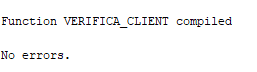 Function VERIFICA_CLIENT compiled
No errors.